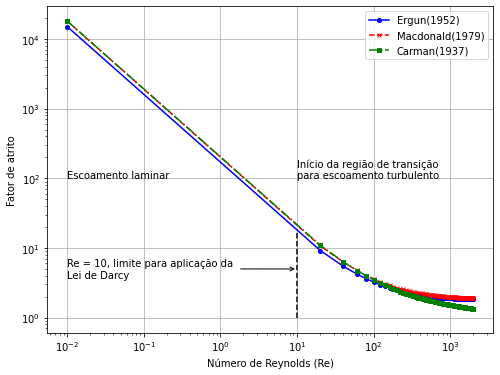 Ergun(1952)
Macdonald(1979)
Carman(1937)
Fator de atrito
10⁴
10³
10²
10¹
10⁰
Escoamento laminar
Início da região de transição
para escoamento turbulento
Re = 10, limite para aplicação da
Lei de Darcy
10⁻² 10⁻¹ 10⁰ 10¹ 10² 10³
Número de Reynolds (Re)